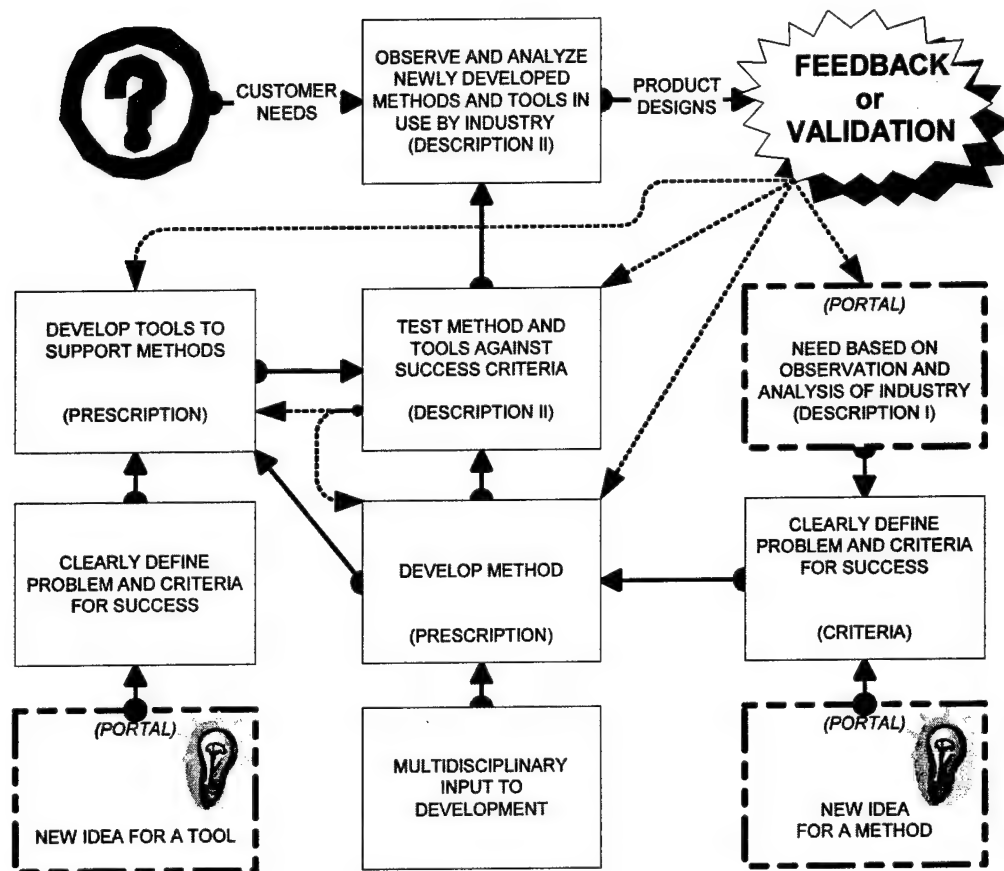 ?
CUSTOMER
NEEDS
OBSERVE AND ANALYZE
NEWLY DEVELOPED
METHODS AND TOOLS IN
USE BY INDUSTRY
(DESCRIPTION II)
PRODUCT
DESIGNS
FEEDBACK
or
VALIDATION
DEVELOP TOOLS TO
SUPPORT METHODS
(PRESCRIPTION)
TEST METHOD AND
TOOLS AGAINST
SUCCESS CRITERIA
(DESCRIPTION II)
(PORTAL)
NEED BASED ON
OBSERVATION AND
ANALYSIS OF INDUSTRY
(DESCRIPTION I)
CLEARLY DEFINE
PROBLEM AND CRITERIA
FOR SUCCESS
DEVELOP METHOD
(PRESCRIPTION)
CLEARLY DEFINE
PROBLEM AND CRITERIA
FOR SUCCESS
(CRITERIA)
(PORTAL)
NEW IDEA FOR A TOOL
MULTIDISCIPLINARY
INPUT TO
DEVELOPMENT
(PORTAL)
NEW IDEA
FOR A METHOD